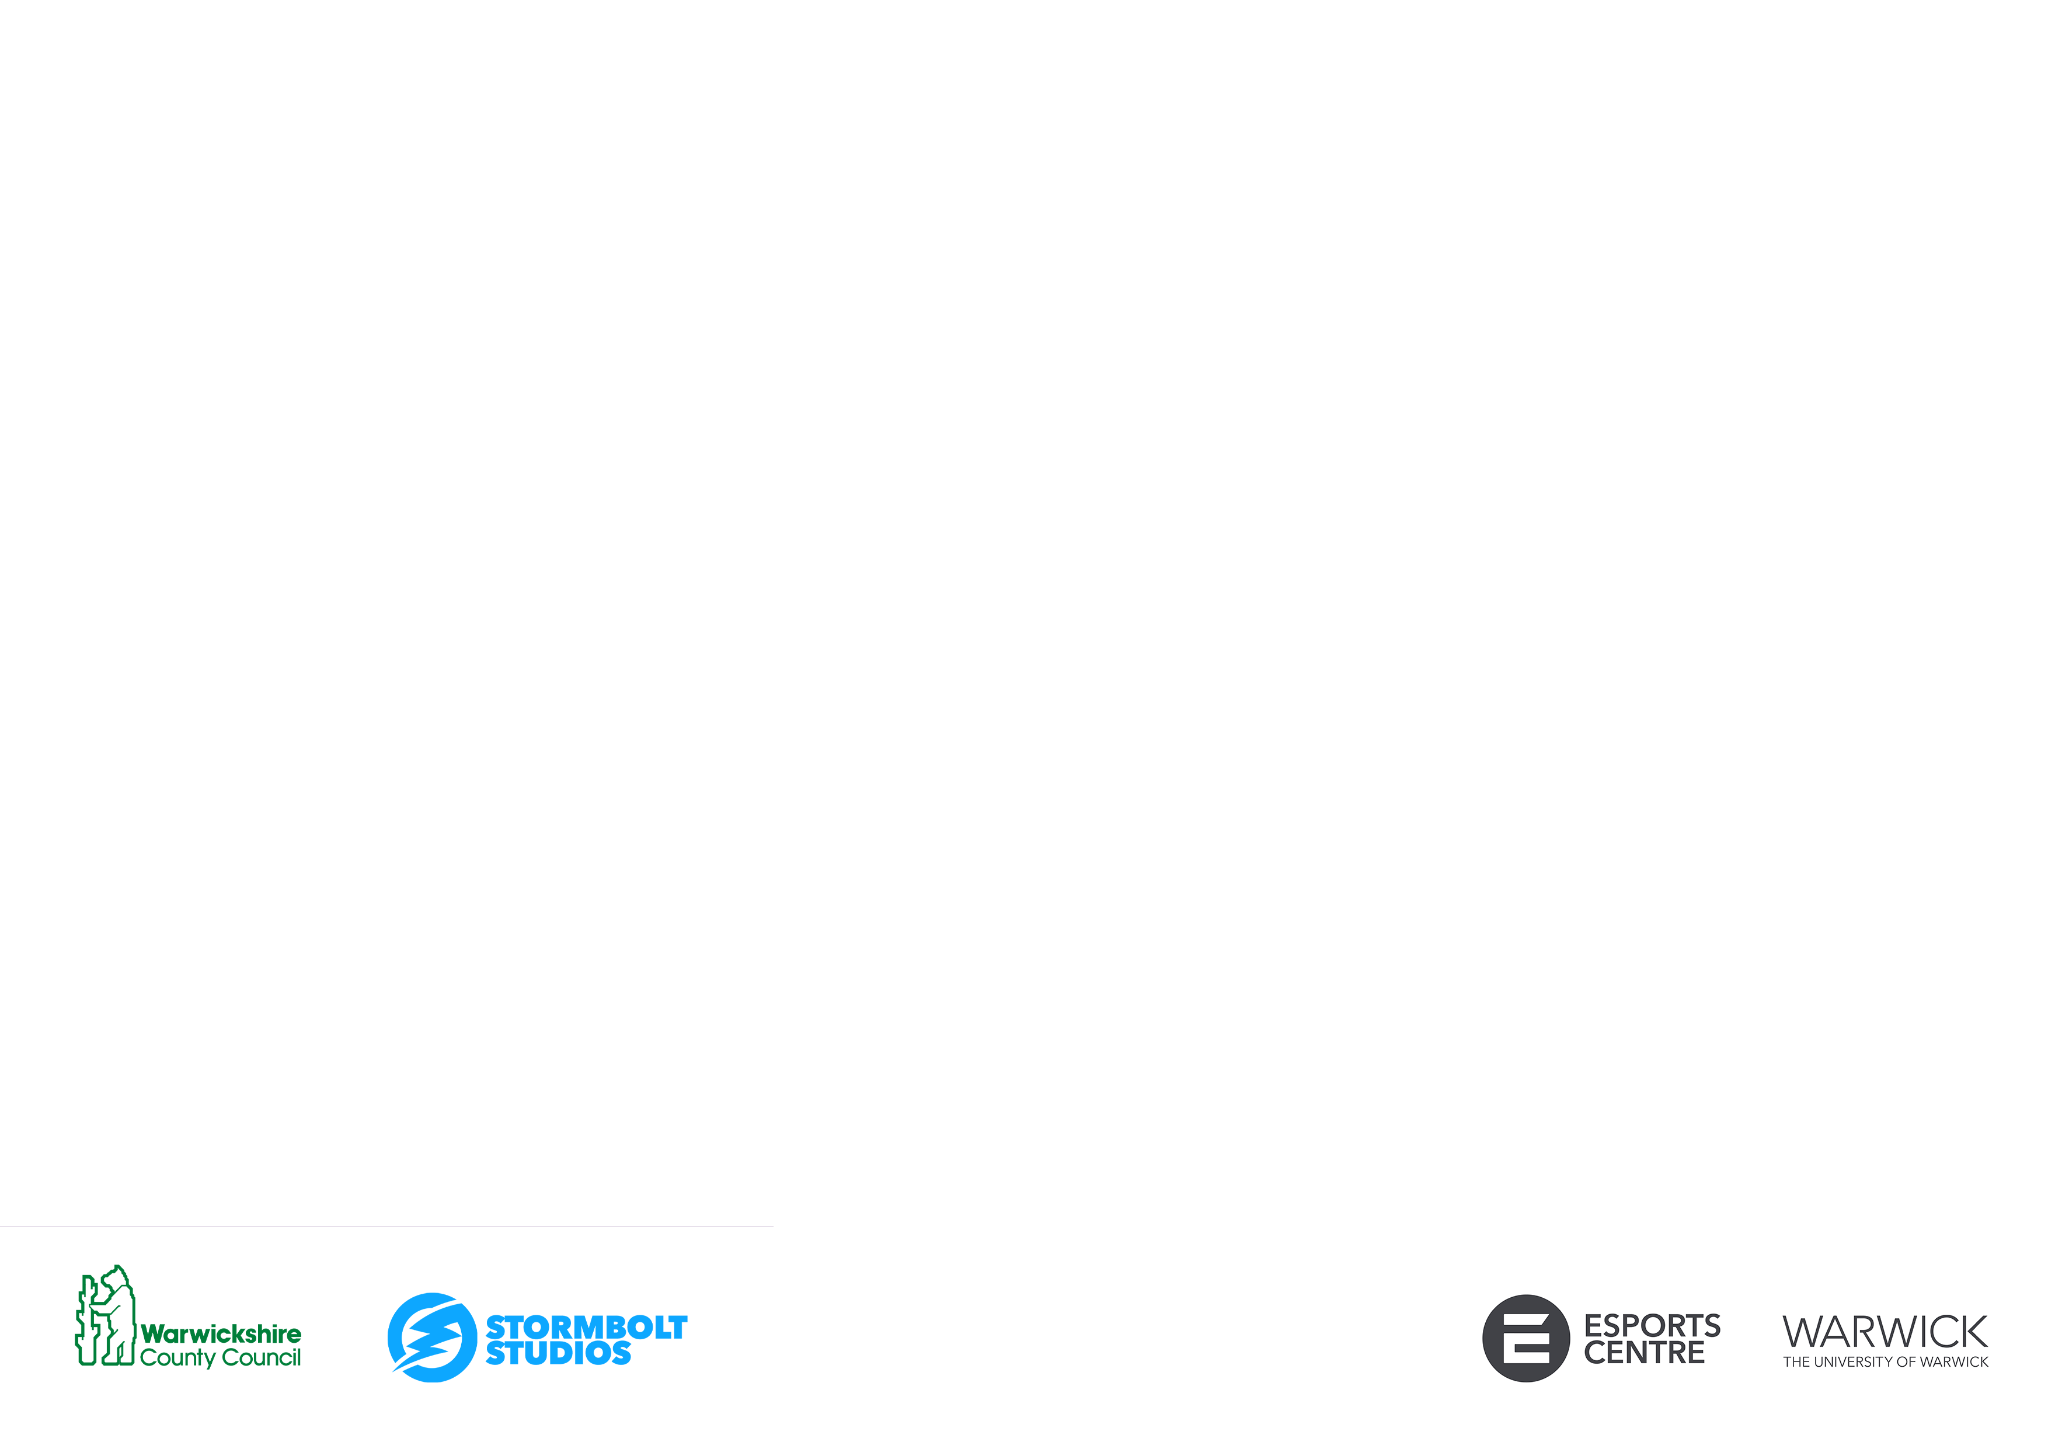 Warwickshire
County Council
STORMBOLT
STUDIOS
ESPORTS
CENTRE
WARWICK
THE UNIVERSITY OF WARWICK